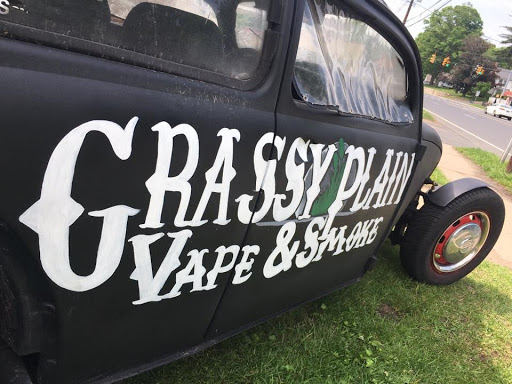 GRASSY PLAIN
VAPE & SMOKE